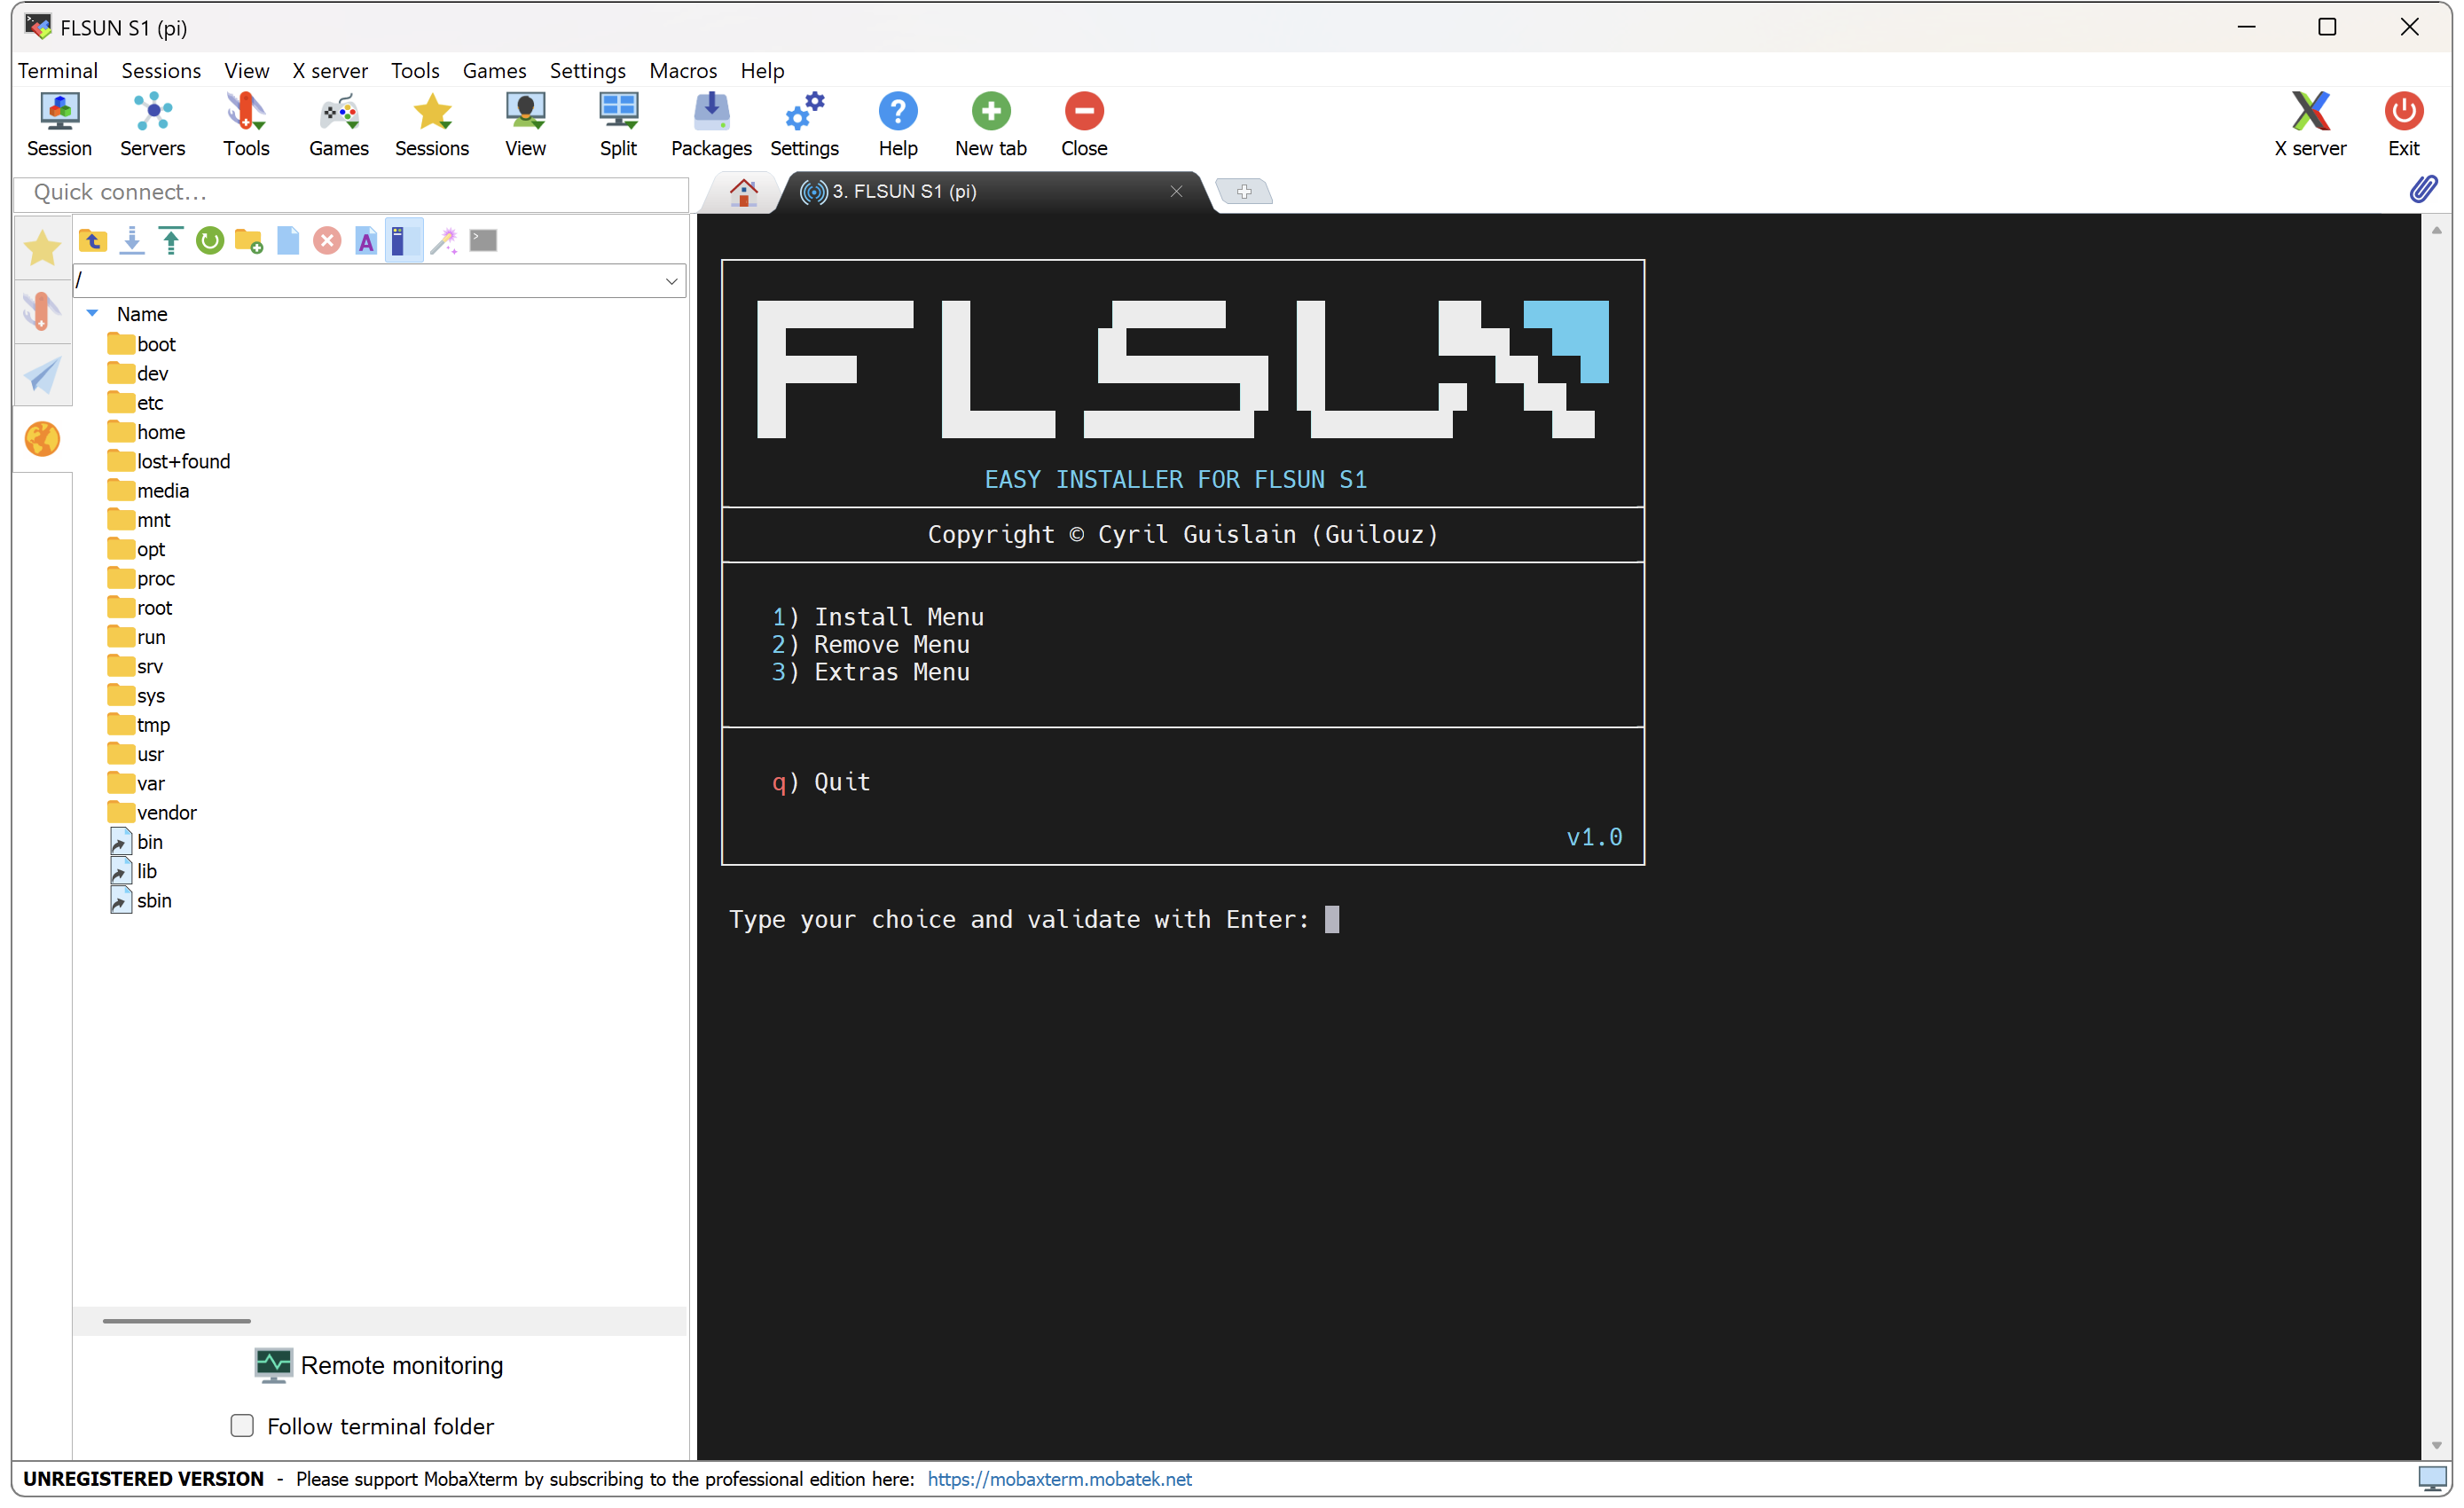 FLSUN S1 (pi)
Terminal Sessions View X server Tools Games Settings Macros Help
Session Servers Tools Games Sessions View Split Packages Settings Help New tab Close X server Exit
Quick connect...
3. FLSUN S1 (pi)
/
Name
boot
dev
etc
home
lost+found
media
mnt
opt
proc
root
run
srv
sys
tmp
usr
var
vendor
bin
lib
sbin
Remote monitoring
Follow terminal folder
FLSUN
EASY INSTALLER FOR FLSUN S1
Copyright © Cyril Guislain (Guilouz)
1) Install Menu
2) Remove Menu
3) Extras Menu
q) Quit
v1.0
Type your choice and validate with Enter:
UNREGISTERED VERSION - Please support MobaXterm by subscribing to the professional edition here: https://mobaxterm.mobatek.net